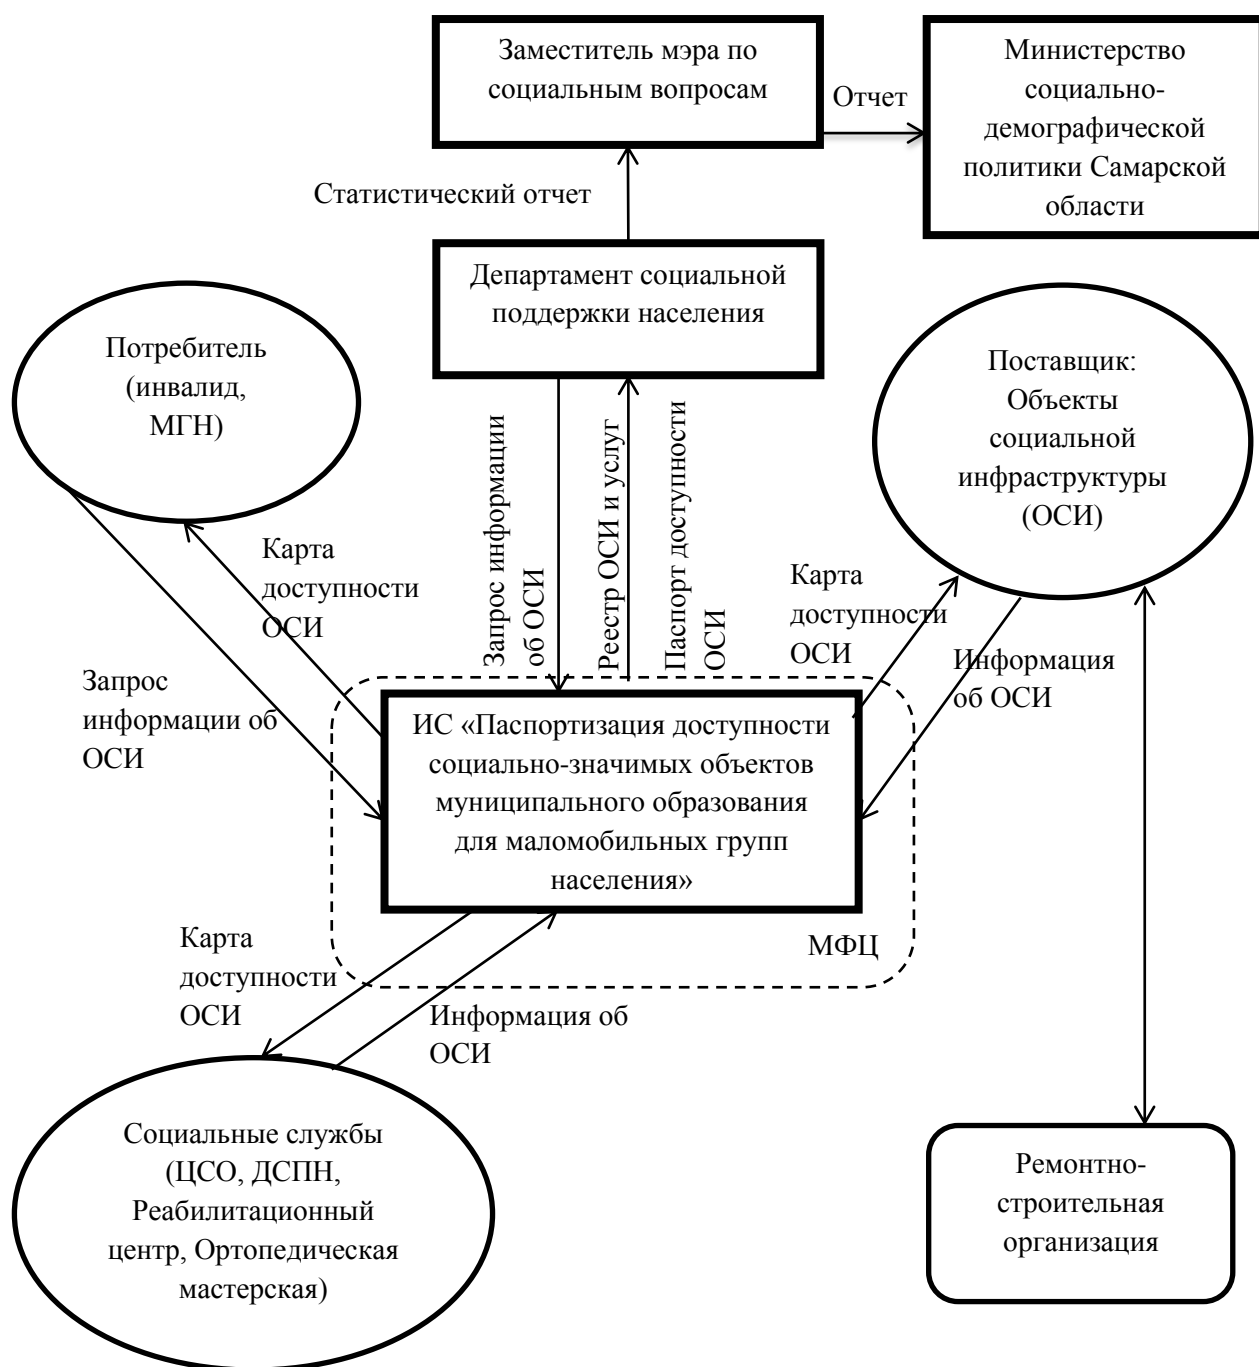 Заместитель мэра по
социальным вопросам
Отчет
Министерство
социально-
демографической
политики Самарской
области
Статистический отчет
Департамент социальной
поддержки населения
Потребитель
(инвалид,
МГН)
Поставщик:
Объекты
социальной
инфраструктуры
(ОСИ)
Запрос информации
об ОСИ
Реестр ОСИ и услуг
Паспорт доступности
ОСИ
Карта
доступности
ОСИ
Карта
доступности
ОСИ
Запрос
информации об
ОСИ
Информация
об ОСИ
ИС «Паспортизация доступности
социально-значимых объектов
муниципального образования
для маломобильных групп
населения»
МФЦ
Карта
доступности
ОСИ
Информация об
ОСИ
Социальные службы
(ЦСО, ДСПН,
Реабилитационный
центр, Ортопедическая
мастерская)
Ремонтно-
строительная
организация